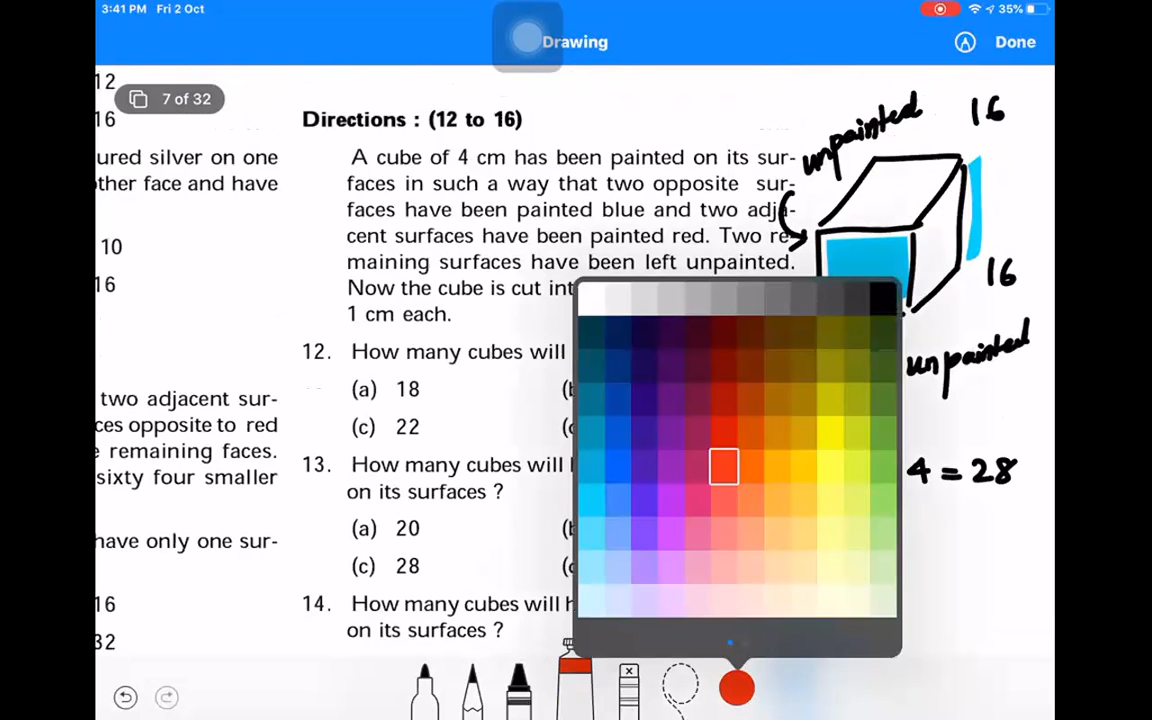 3:41 PM Fri 2 Oct
35%
Drawing
Done
7 of 32
12
16
ured silver on one
other face and have
10
16
two adjacent sur-
ces opposite to red
remaining faces.
sixty four smaller
have only one sur-
16
32
Directions : (12 to 16)
A cube of 4 cm has been painted on its sur-
faces in such a way that two opposite sur-
faces have been painted blue and two adja-
cent surfaces have been painted red. Two re-
maining surfaces have been left unpainted.
Now the cube is cut int
1 cm each.
12. How many cubes will
(a) 18
(c) 22
13. How many cubes will
on its surfaces ?
(a) 20
(c) 28
14. How many cubes will h
on its surfaces ?
unpainted
16
16
unpainted
4 = 28